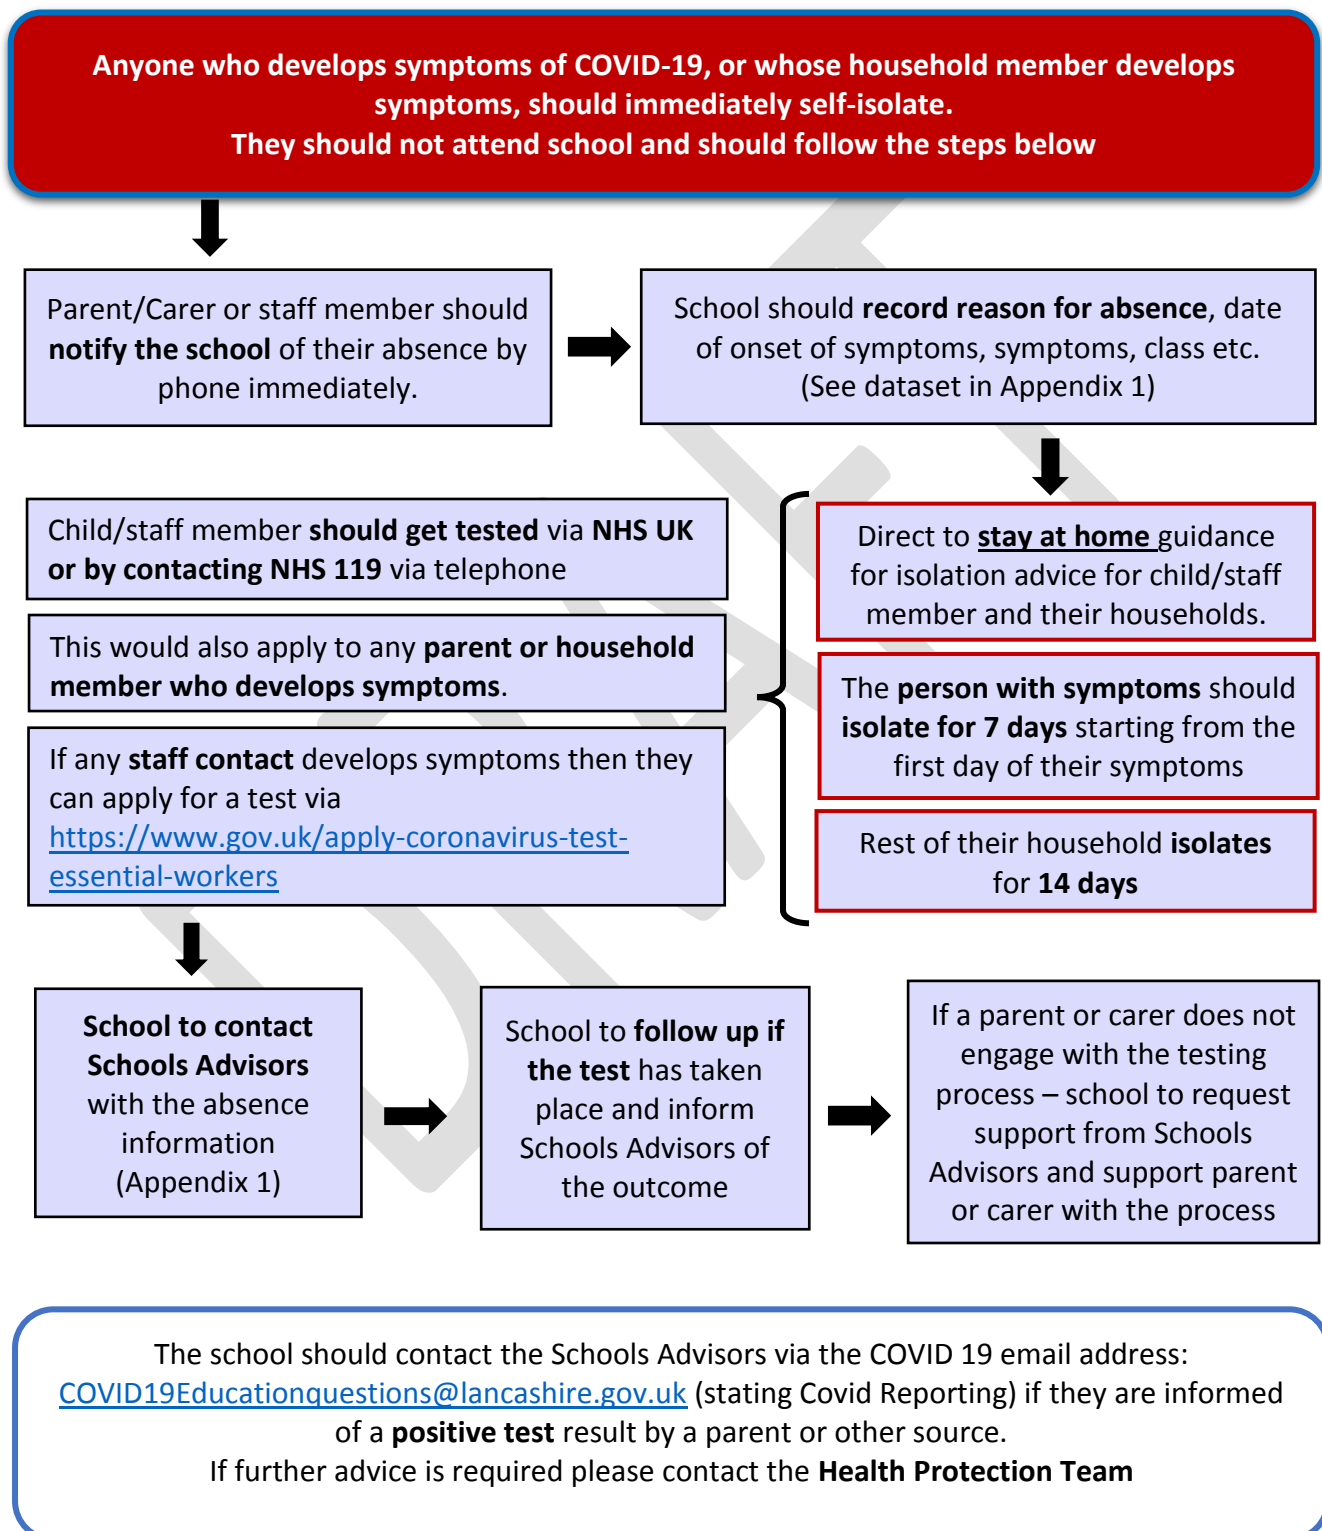 Anyone who develops symptoms of COVID-19, or whose household member develops
symptoms, should immediately self-isolate.
They should not attend school and should follow the steps below
Parent/Carer or staff member should
notify the school of their absence by
phone immediately.
School should record reason for absence, date
of onset of symptoms, symptoms, class etc.
(See dataset in Appendix 1)
Direct to stay at home guidance
for isolation advice for child/staff
member and their households.
The person with symptoms should
isolate for 7 days starting from the
first day of their symptoms
Rest of their household isolates
for 14 days
Child/staff member should get tested via NHS UK
or by contacting NHS 119 via telephone
This would also apply to any parent or household
member who develops symptoms.
If any staff contact develops symptoms then they
can apply for a test via
https://www.gov.uk/apply-coronavirus-test-
essential-workers
School to contact
Schools Advisors
with the absence
information
(Appendix 1)
School to follow up if
the test has taken
place and inform
Schools Advisors of
the outcome
If a parent or carer does not
engage with the testing
process – school to request
support from Schools
Advisors and support parent
or carer with the process
The school should contact the Schools Advisors via the COVID 19 email address:
COVID19Educationquestions@lancashire.gov.uk (stating Covid Reporting) if they are informed
of a positive test result by a parent or other source.
If further advice is required please contact the Health Protection Team
DRAFT